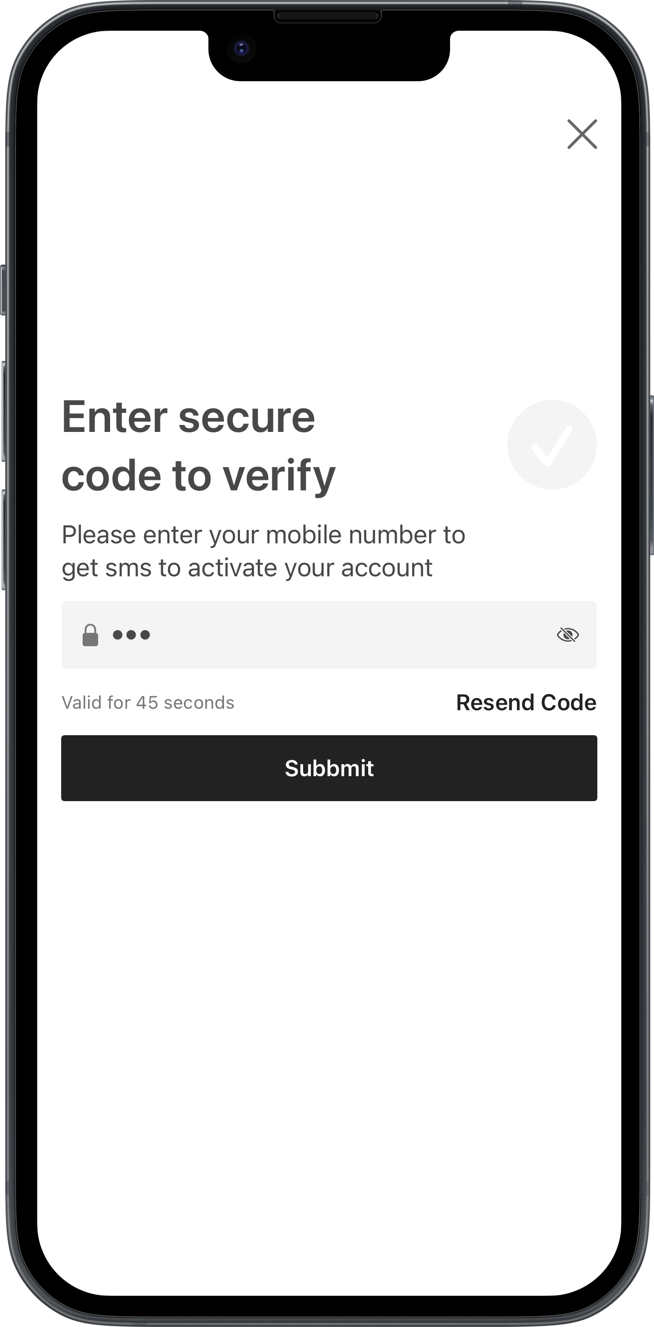 Enter secure
code to verify
Please enter your mobile number to
get sms to activate your account
•••
Valid for 45 seconds
Resend Code
Subbmit